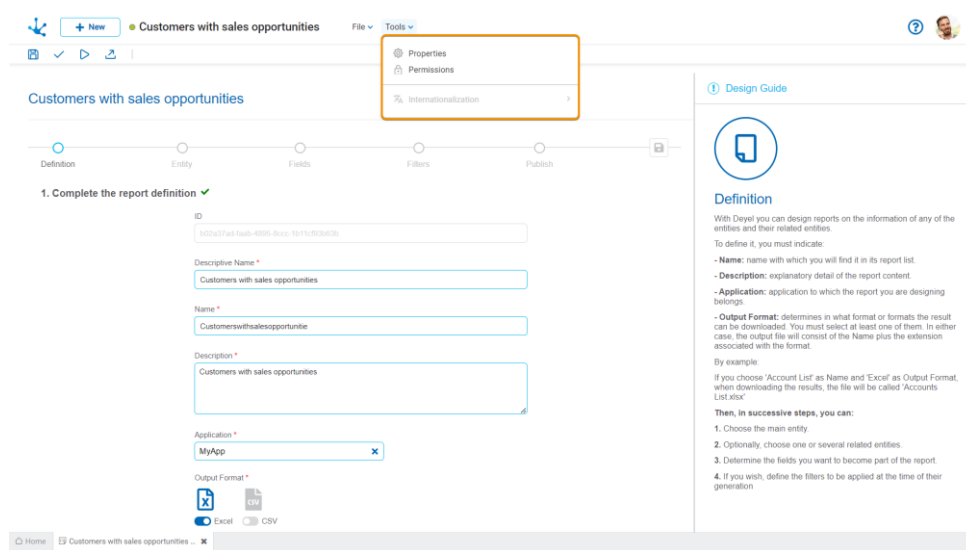 + New
Customers with sales opportunities
File
Tools
Properties
Permissions
Internationalization
Customers with sales opportunities
Definition
Entity
Fields
Filters
Publish
1. Complete the report definition
ID
Descriptive Name *
Customers with sales opportunities
Name *
Customerswithsalesopportunitie
Description *
Customers with sales opportunities
Application *
MyApp
Output Format *
X
CSV
Excel
CSV
Design Guide
Definition
With Deyel you can design reports on the information of any of the
entities and their related entities.
To define it, you must indicate:
- Name: name with which you will find it in its report list.
- Description: explanatory detail of the report content.
- Application: application to which the report you are designing
belongs.
- Output Format: determines in what format or formats the result
can be downloaded. You must select at least one of them. In either
case, the output file will consist of the Name plus the extension
associated with the format.
By example:
If you choose 'Account List' as Name and 'Excel' as Output Format,
when downloading the results, the file will be called 'Accounts
List.xlsx'
Then, in successive steps, you can:
1. Choose the main entity.
2. Optionally, choose one or several related entities.
3. Determine the fields you want to become part of the report.
4. If you wish, define the filters to be applied at the time of their
generation
Home
Customers with sales opportunities ...